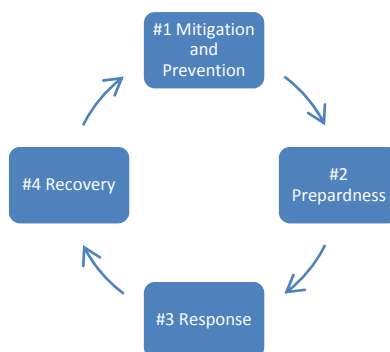 #1 Mitigation
and
Prevention
#2
Prepardness
#3 Response
#4 Recovery